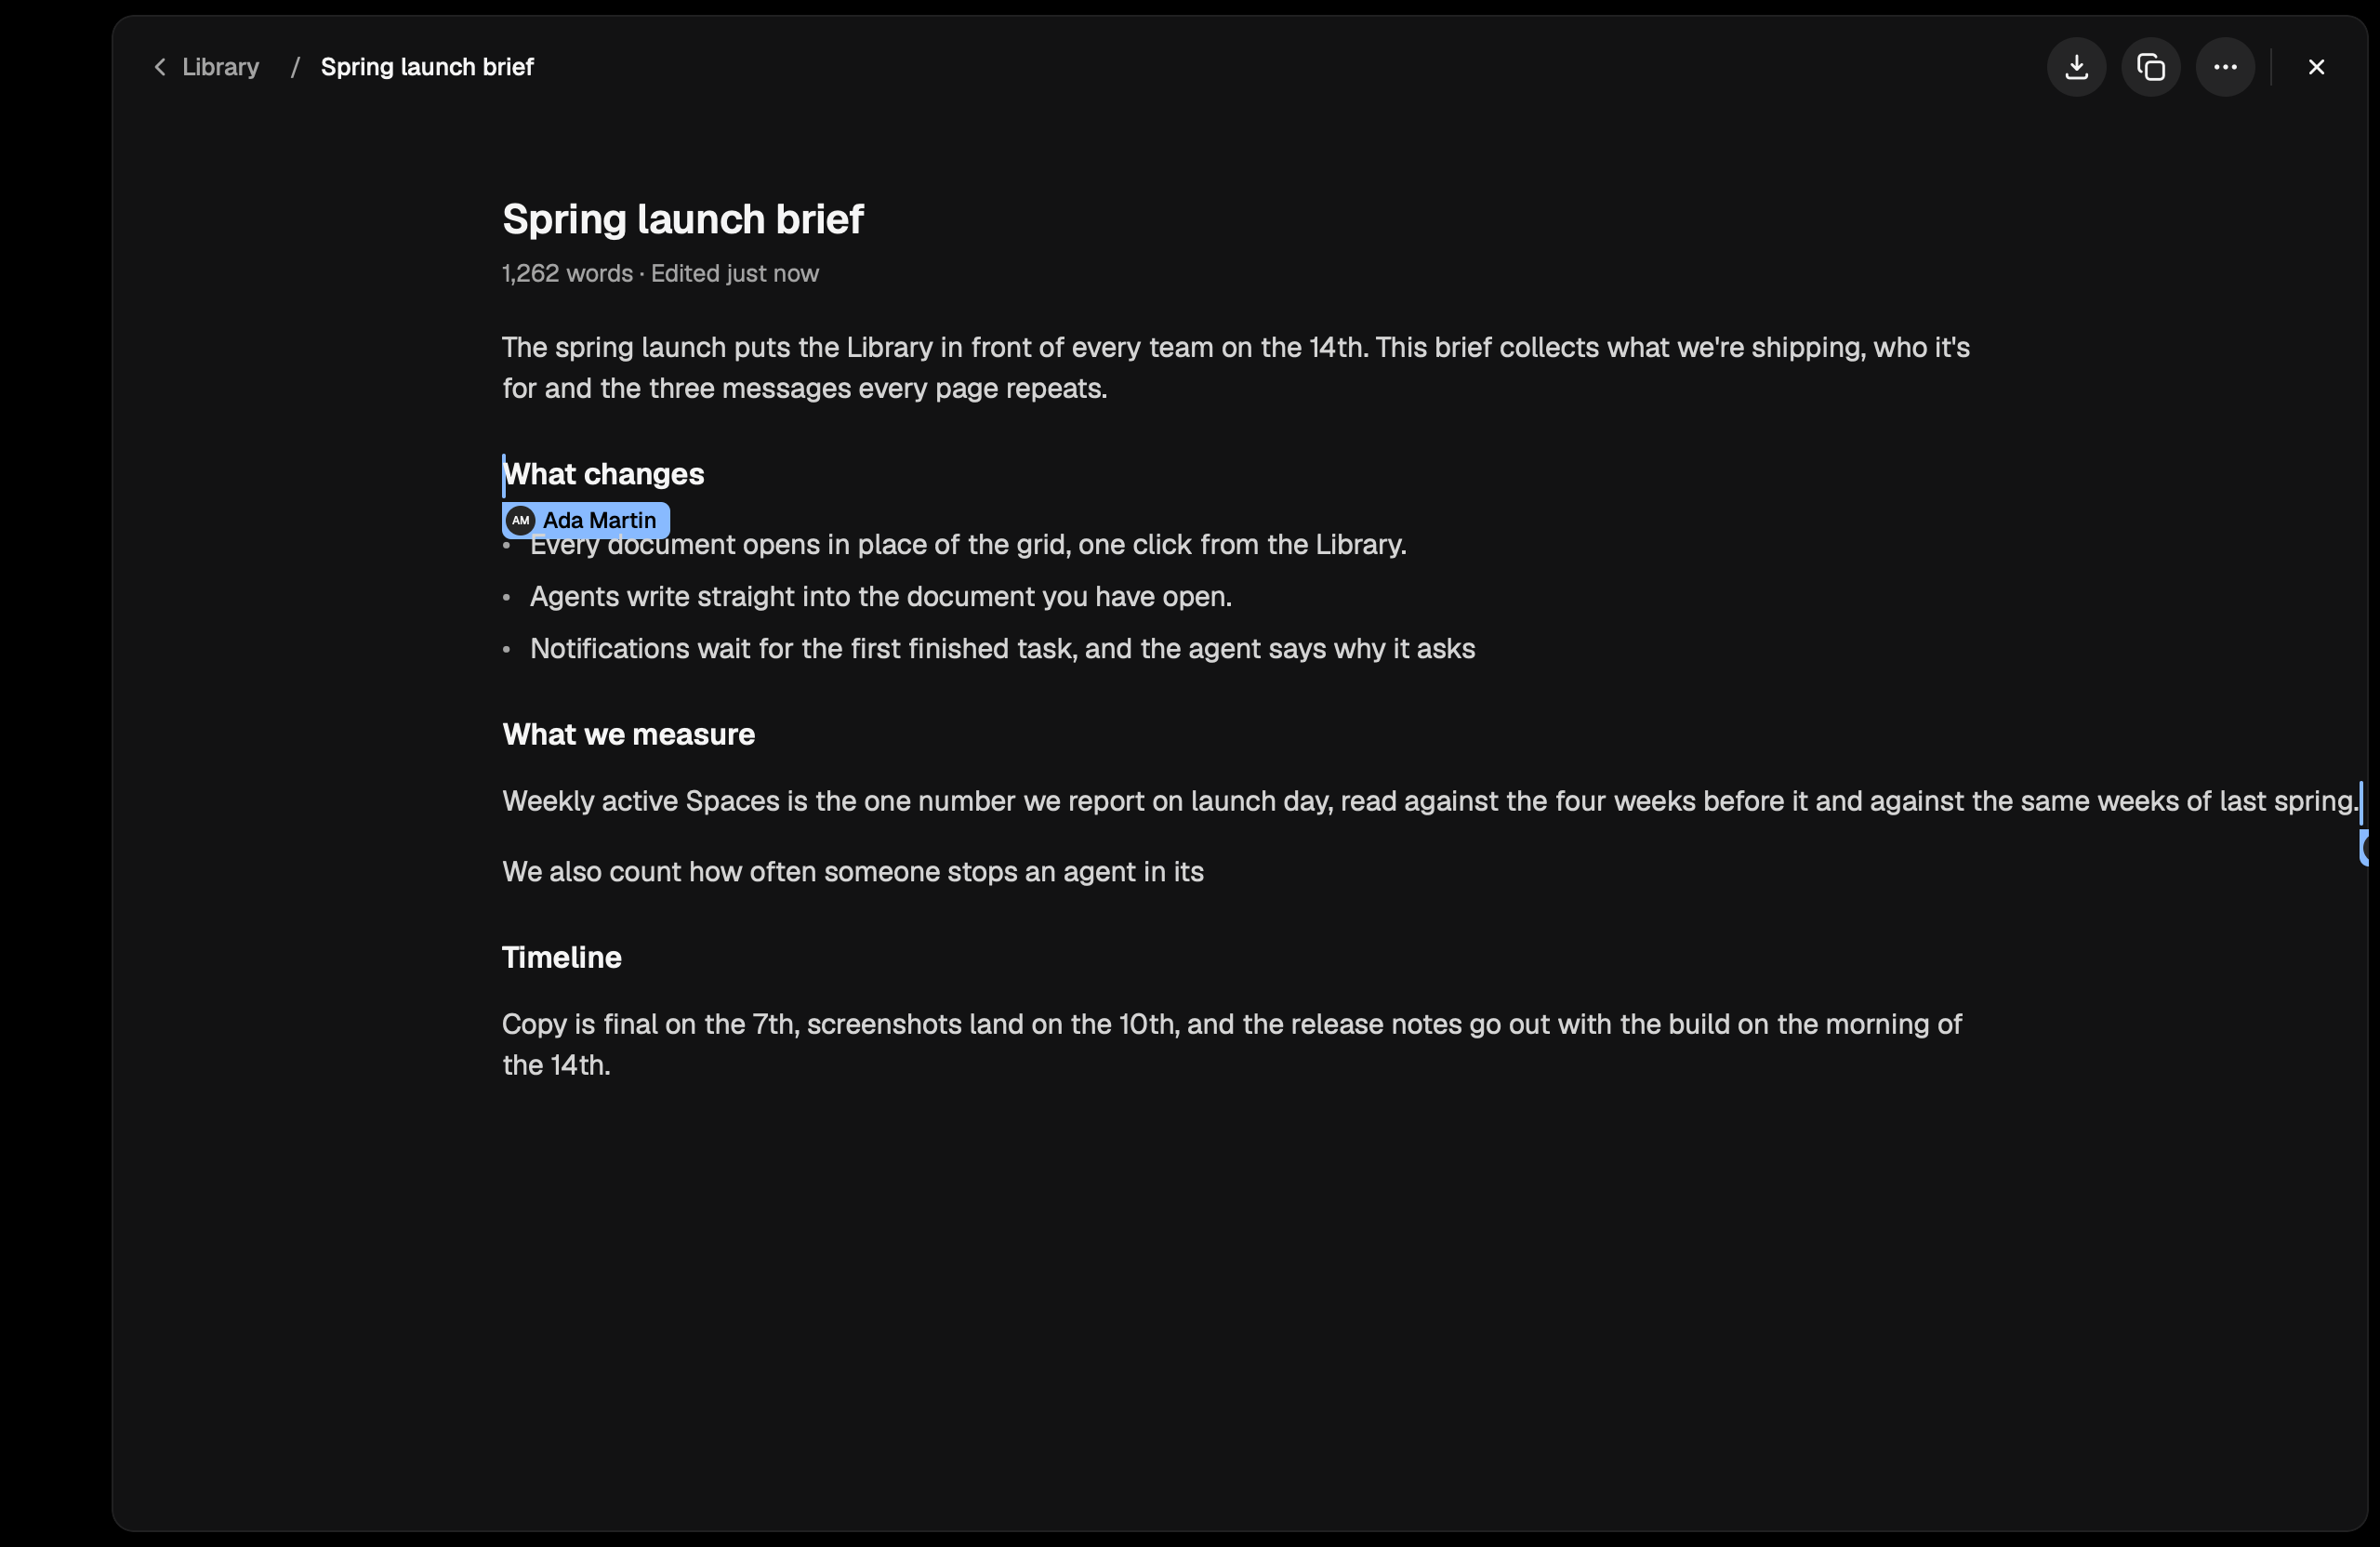 Library / Spring launch brief
Spring launch brief
1,262 words · Edited just now
The spring launch puts the Library in front of every team on the 14th. This brief collects what we're shipping, who it's
for and the three messages every page repeats.
What changes
AM Ada Martin
• Every document opens in place of the grid, one click from the Library.
• Agents write straight into the document you have open.
• Notifications wait for the first finished task, and the agent says why it asks
What we measure
Weekly active Spaces is the one number we report on launch day, read against the four weeks before it and against the same weeks of last spring.
We also count how often someone stops an agent in its
Timeline
Copy is final on the 7th, screenshots land on the 10th, and the release notes go out with the build on the morning of
the 14th.